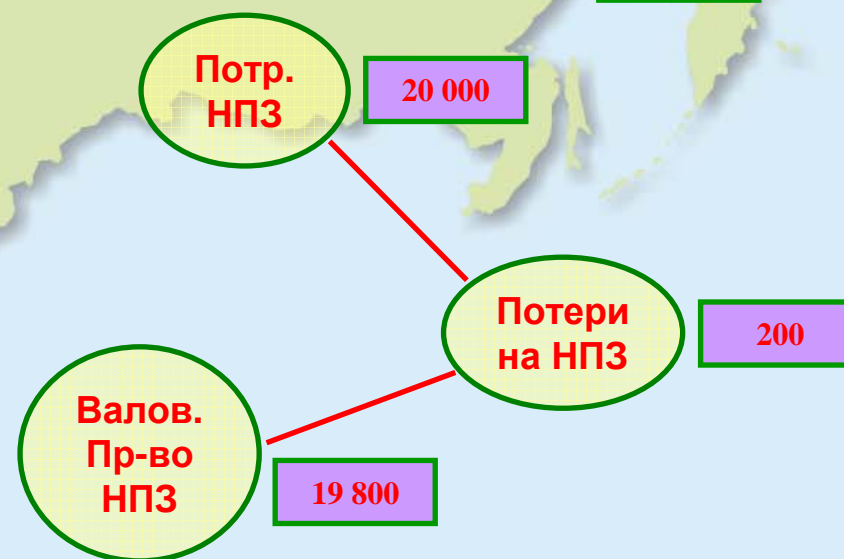 Потр.
НПЗ
20 000
Потери
на НПЗ
200
Валов.
Пр-во
НПЗ
19 800